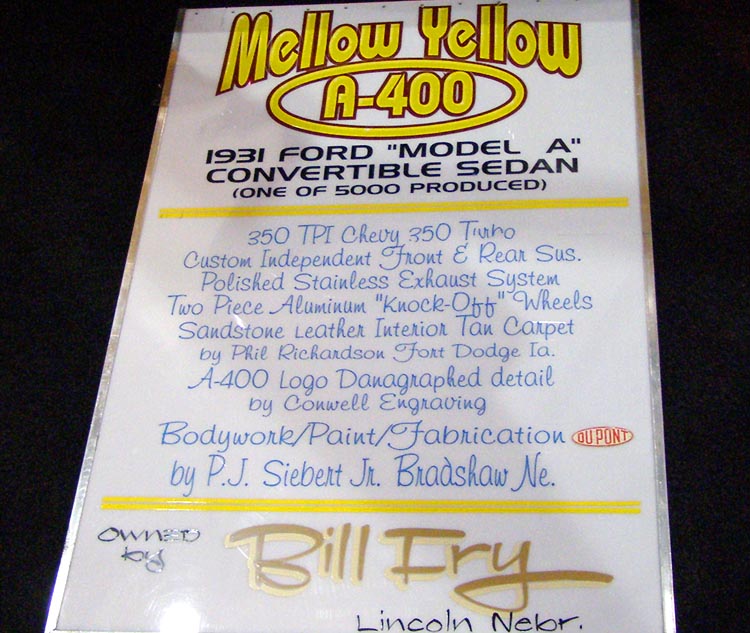 Mellow Yellow
A-400
1931 FORD "MODEL A"
CONVERTIBLE SEDAN
(ONE OF 5000 PRODUCED)
350 TPI Chevy 350 Turbo
Custom Independent Front & Rear Sus.
Polished Stainless Exhaust System
Two Piece Aluminum "Knock-Off" Wheels
Sandstone Leather Interior Tan Carpet
by Phil Richardson Fort Dodge Ia.
A-400 Logo Danagraphed detail
by Conwell Engraving
Bodywork/Paint/Fabrication DU PONT
by P.J. Siebert Jr. Bradshaw Ne.
OWNED
by
Bill Fry
Lincoln Nebr.